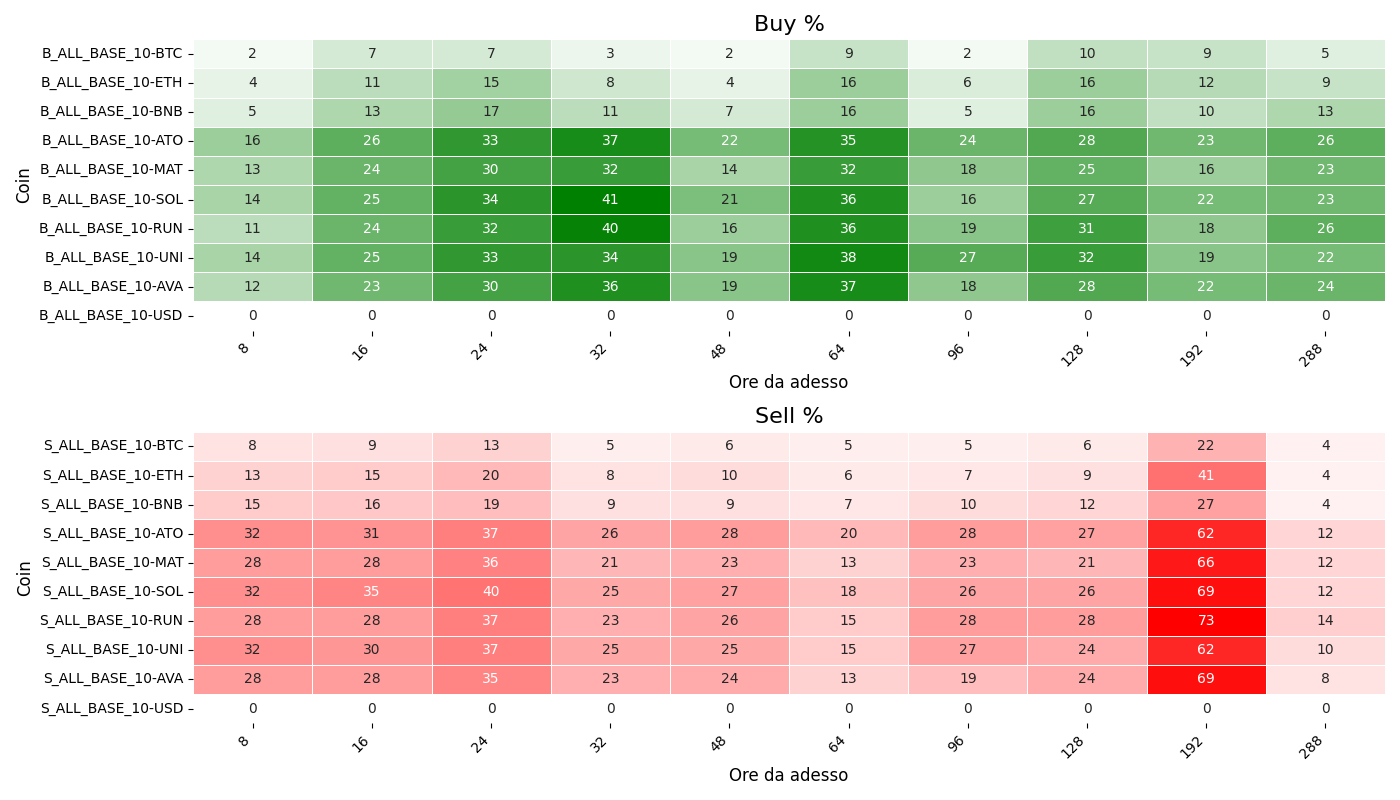 Buy %
Coin
B_ALL_BASE_10-BTC 2 7 7 3 2 9 2 10 9 5
B_ALL_BASE_10-ETH 4 11 15 8 4 16 6 16 12 9
B_ALL_BASE_10-BNB 5 13 17 11 7 16 5 16 10 13
B_ALL_BASE_10-ATO 16 26 33 37 22 35 24 28 23 26
B_ALL_BASE_10-MAT 13 24 30 32 14 32 18 25 16 23
B_ALL_BASE_10-SOL 14 25 34 41 21 36 16 27 22 23
B_ALL_BASE_10-RUN 11 24 32 40 16 36 19 31 18 26
B_ALL_BASE_10-UNI 14 25 33 34 19 38 27 32 19 22
B_ALL_BASE_10-AVA 12 23 30 36 19 37 18 28 22 24
B_ALL_BASE_10-USD 0 0 0 0 0 0 0 0 0 0
8 16 24 32 48 64 96 128 192 288
Ore da adesso
Sell %
Coin
S_ALL_BASE_10-BTC 8 9 13 5 6 5 5 6 22 4
S_ALL_BASE_10-ETH 13 15 20 8 10 6 7 9 41 4
S_ALL_BASE_10-BNB 15 16 19 9 9 7 10 12 27 4
S_ALL_BASE_10-ATO 32 31 37 26 28 20 28 27 62 12
S_ALL_BASE_10-MAT 28 28 36 21 23 13 23 21 66 12
S_ALL_BASE_10-SOL 32 35 40 25 27 18 26 26 69 12
S_ALL_BASE_10-RUN 28 28 37 23 26 15 28 28 73 14
S_ALL_BASE_10-UNI 32 30 37 25 25 15 27 24 62 10
S_ALL_BASE_10-AVA 28 28 35 23 24 13 19 24 69 8
S_ALL_BASE_10-USD 0 0 0 0 0 0 0 0 0 0
8 16 24 32 48 64 96 128 192 288
Ore da adesso